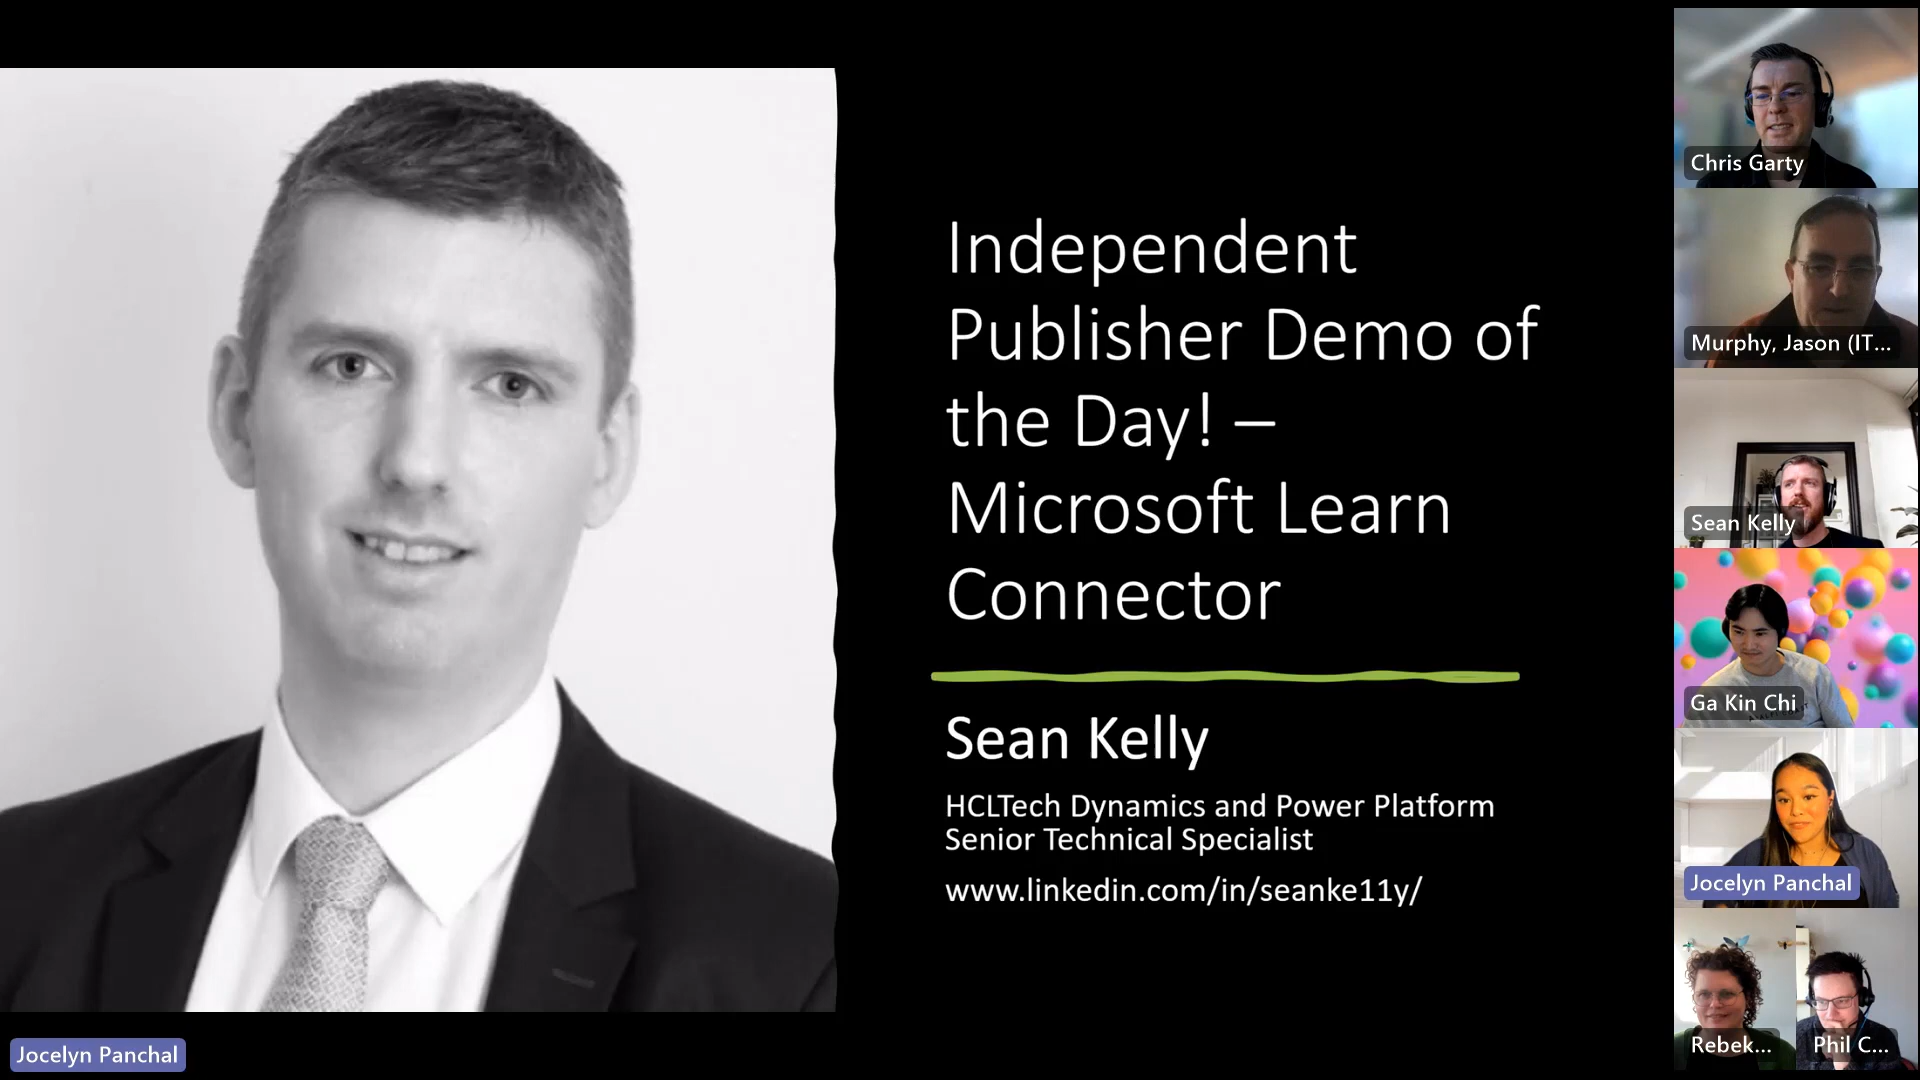 Independent
Publisher Demo of
the Day! –
Microsoft Learn
Connector
Sean Kelly
HCLTech Dynamics and Power Platform
Senior Technical Specialist
www.linkedin.com/in/seanke11y/
Jocelyn Panchal
Chris Garty
Murphy, Jason (IT...
Sean Kelly
Ga Kin Chi
Jocelyn Panchal
Rebek...
Phil C...